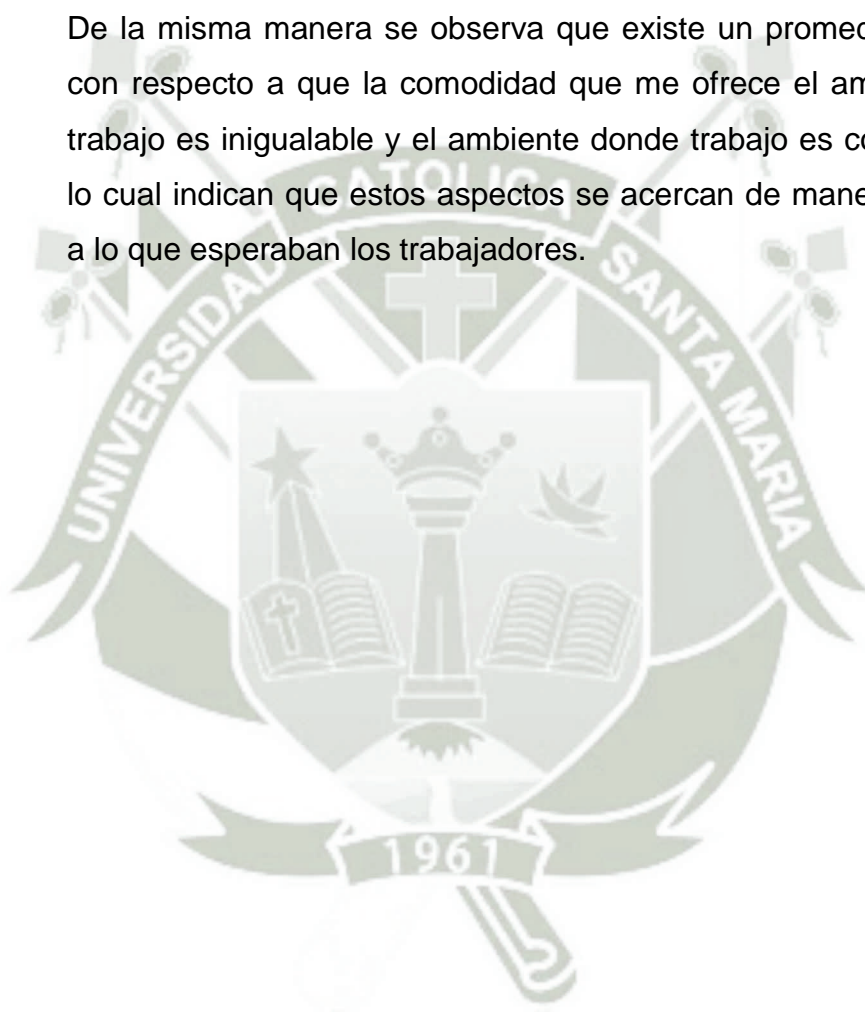 De la misma manera se observa que existe un
con respecto a que la comodidad que me ofrece el
trabajo es inigualable y el ambiente donde trabajo es
lo cual indican que estos aspectos se acercan de
a lo que esperaban los trabajadores.
UNIVERSIDAD CATOLICA SANTA MARIA
1961